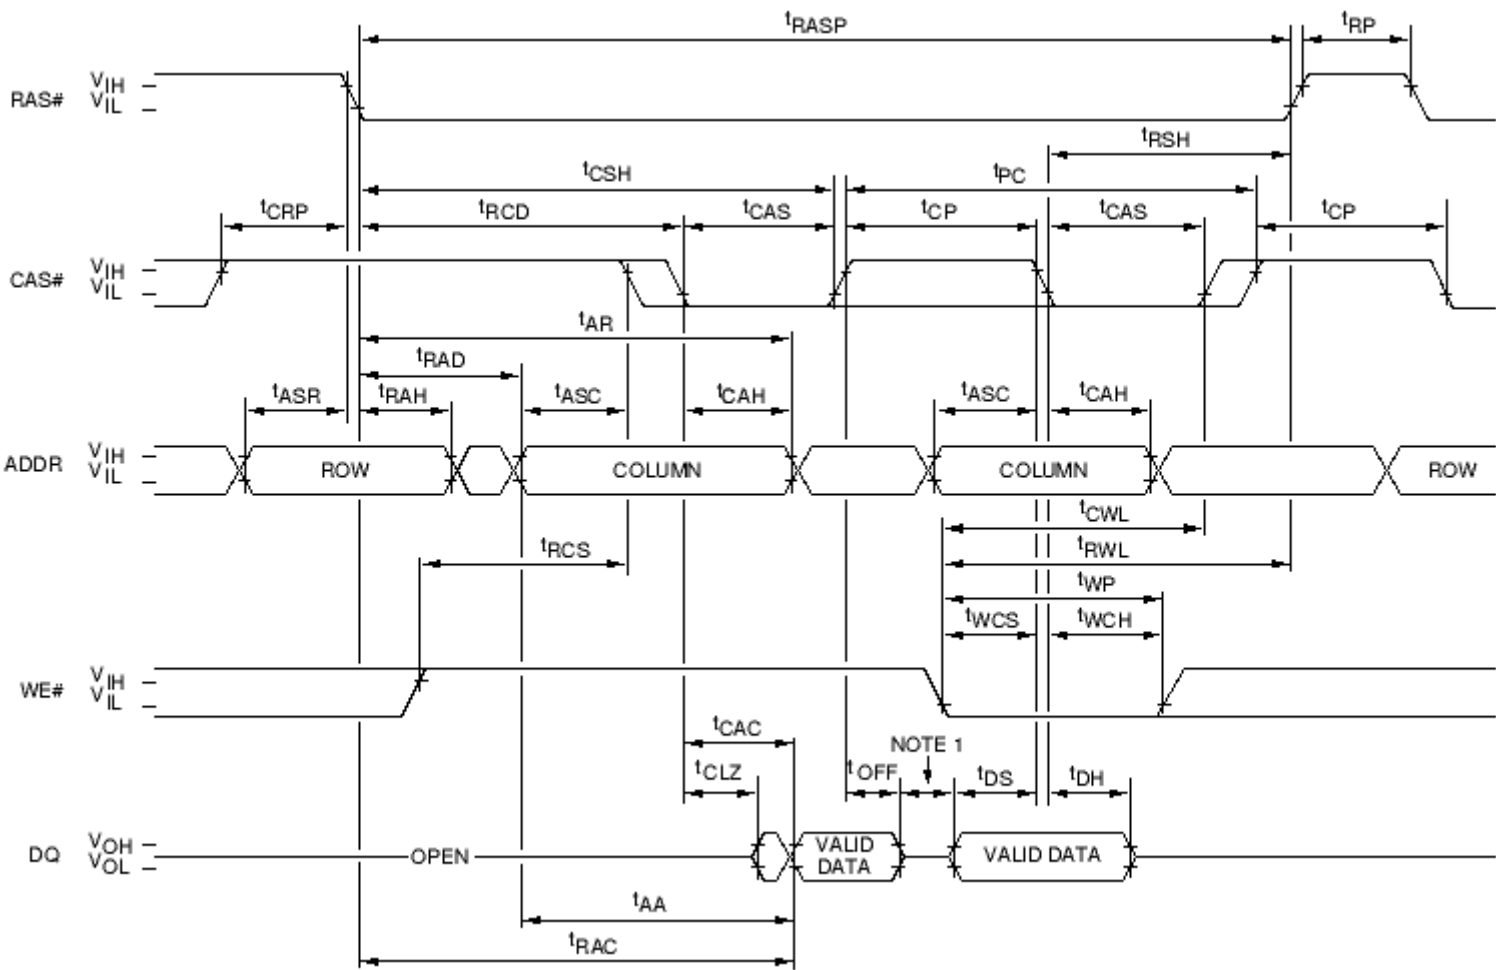 tRASP tRP
RAS# VIH
VIL
tRSH
tCSH tPC
tCRP tRCD tCAS tCP tCAS tCP
CAS# VIH
VIL
tAR
tRAD
tASR tRAH tASC tCAH tASC tCAH
ADDR VIH
VIL
ROW COLUMN COLUMN ROW
tCWL
tRCS tRWL
tWP
tWCS tWCH
WE# VIH
VIL
tCAC NOTE 1
tCLZ tOFF tDS tDH
DQ VOH
VOL
OPEN VALID DATA VALID DATA
tAA
tRAC